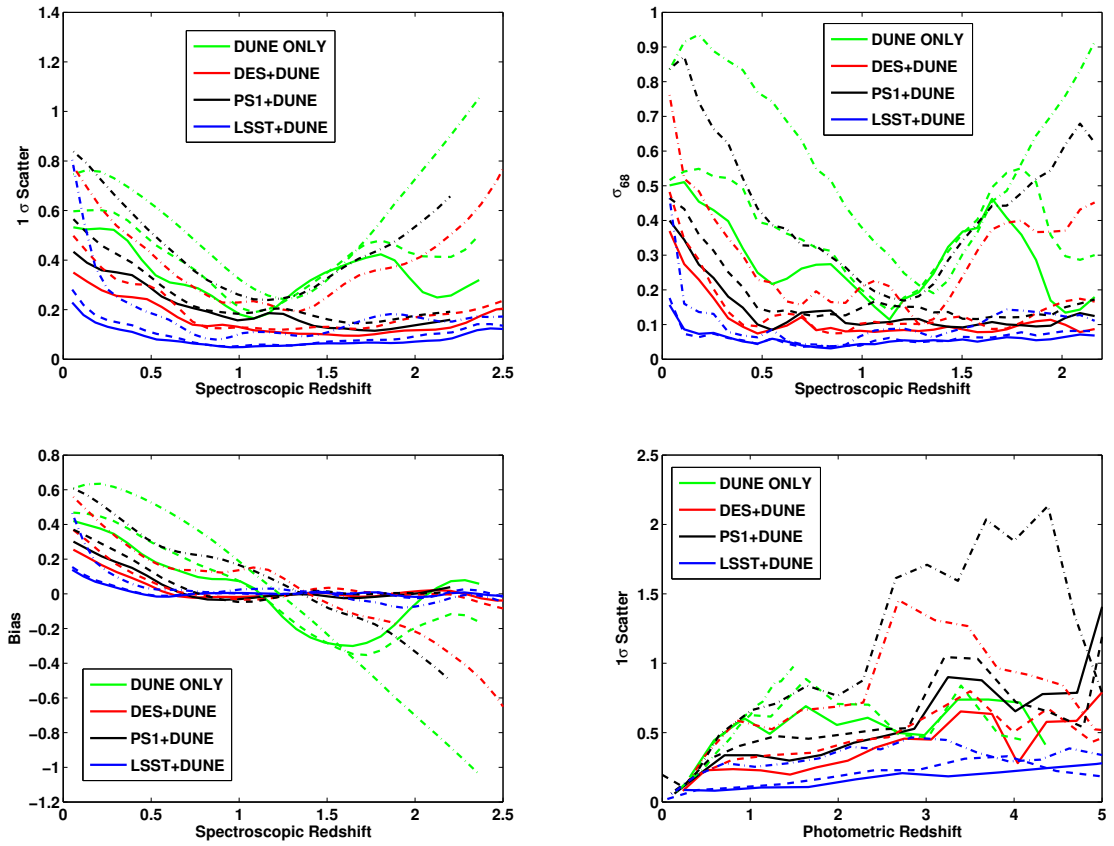 1.4
1.2
1
0.8
0.6
0.4
0.2
0
1 σ Scatter
DUNE ONLY
DES+DUNE
PS1+DUNE
LSST+DUNE
0 0.5 1 1.5 2 2.5
Spectroscopic Redshift
1
0.9
0.8
0.7
0.6
0.5
0.4
0.3
0.2
0.1
0
σ68
DUNE ONLY
DES+DUNE
PS1+DUNE
LSST+DUNE
0 0.5 1 1.5 2
Spectroscopic Redshift
0.8
0.6
0.4
0.2
0
−0.2
−0.4
−0.6
−0.8
−1
−1.2
Bias
DUNE ONLY
DES+DUNE
PS1+DUNE
LSST+DUNE
0 0.5 1 1.5 2 2.5
Spectroscopic Redshift
2.5
2
1.5
1
0.5
0
1σ Scatter
DUNE ONLY
DES+DUNE
PS1+DUNE
LSST+DUNE
0 1 2 3 4 5
Photometric Redshift